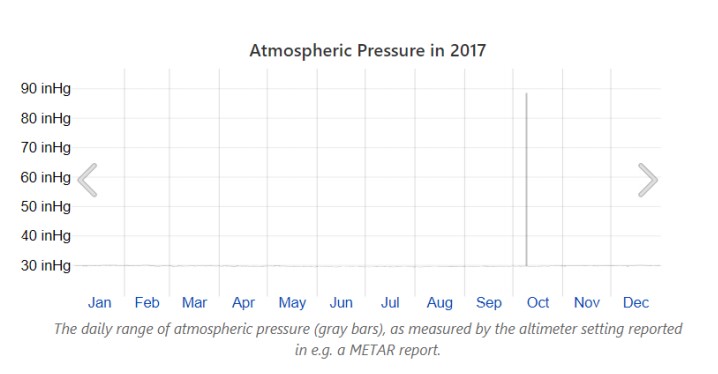 Atmospheric Pressure in 2017
90 inHg
80 inHg
70 inHg
60 inHg
50 inHg
40 inHg
30 inHg
Jan Feb Mar Apr May Jun Jul Aug Sep Oct Nov Dec
The daily range of atmospheric pressure (gray bars), as measured by the altimeter setting reported
in e.g. a METAR report.